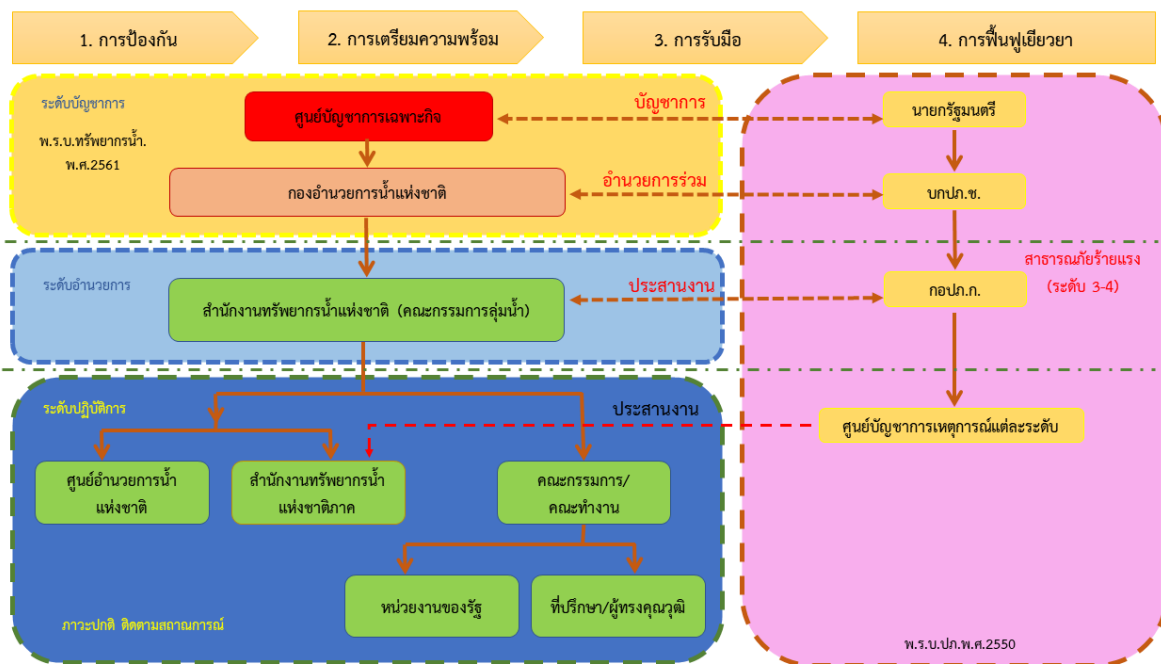 1. การป้องกัน
2. การเตรียมความพร้อม
3. การรับมือ
4. การฟื้นฟูเยียวยา
ระดับบัญชาการ
พ.ร.บ.ทรัพยากรน้ำ.
พ.ศ.2561
ศูนย์บัญชาการเฉพาะกิจ
บัญชาการ
นายกรัฐมนตรี
กองอำนวยการน้ำแห่งชาติ
อำนวยการร่วม
บกปภ.ช.
ระดับอำนวยการ
สำนักงานทรัพยากรน้ำแห่งชาติ (คณะกรรมการลุ่มน้ำ)
ประสานงาน
กอปภ.ก.
สาธารณภัยร้ายแรง
(ระดับ 3-4)
ระดับปฏิบัติการ
ประสานงาน
ศูนย์บัญชาการเหตุการณ์แต่ละระดับ
ศูนย์อำนวยการน้ำ
แห่งชาติ
สำนักงานทรัพยากรน้ำ
แห่งชาติภาค
คณะกรรมการ/
คณะทำงาน
หน่วยงานของรัฐ
ที่ปรึกษา/ผู้ทรงคุณวุฒิ
ภาวะปกติ ติดตามสถาณการณ์
พ.ร.บ.ปภ.พ.ศ.2550